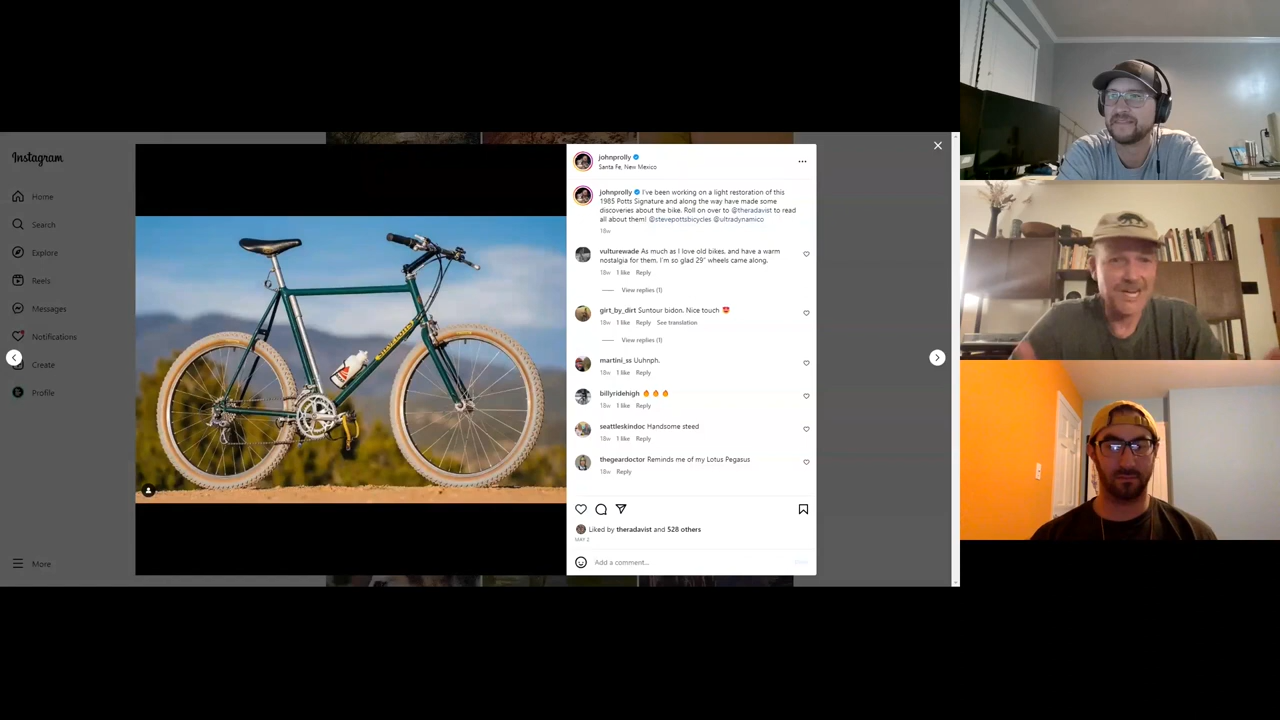 Instagram
Home
Search
Explore
Reels
Messages
Notifications
Create
Profile
More
STEVE POTTS
johnprolly
Santa Fe, New Mexico
johnprolly I've been working on a light restoration of this
1985 Potts Signature and along the way have made some
discoveries about the bike. Roll on over to @theradavist to read
all about them! @stevepottsbicycles @ultradynamico
18w
vulturewade As much as I love old bikes, and have a warm
nostalgia for them, I'm so glad 29" wheels came along.
18w 1 like Reply
View replies (1)
girt_by_dirt Suntour bidon. Nice touch 😍
18w 1 like Reply See translation
View replies (1)
martini_ss Uuhnph.
18w 1 like Reply
billyridehigh 🔥 🔥 🔥
18w 1 like Reply
seattleskindoc Handsome steed
18w 1 like Reply
thegeardoctor Reminds me of my Lotus Pegasus
18w Reply
Liked by theradavist and 528 others
MAY 2
Add a comment...
Post